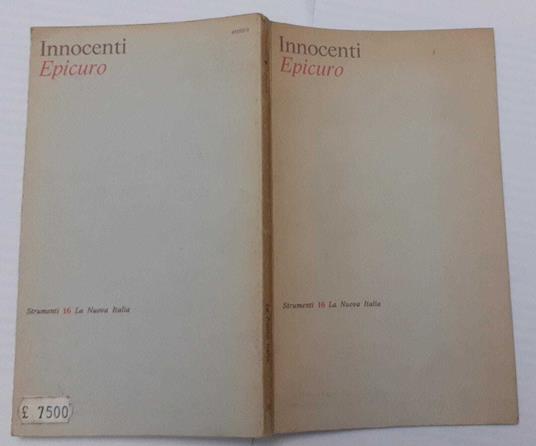 Innocenti
Epicuro
Strumenti 16 La Nuova Italia
£ 7500
Innocenti
Epicuro
Strumenti 16 La Nuova Italia